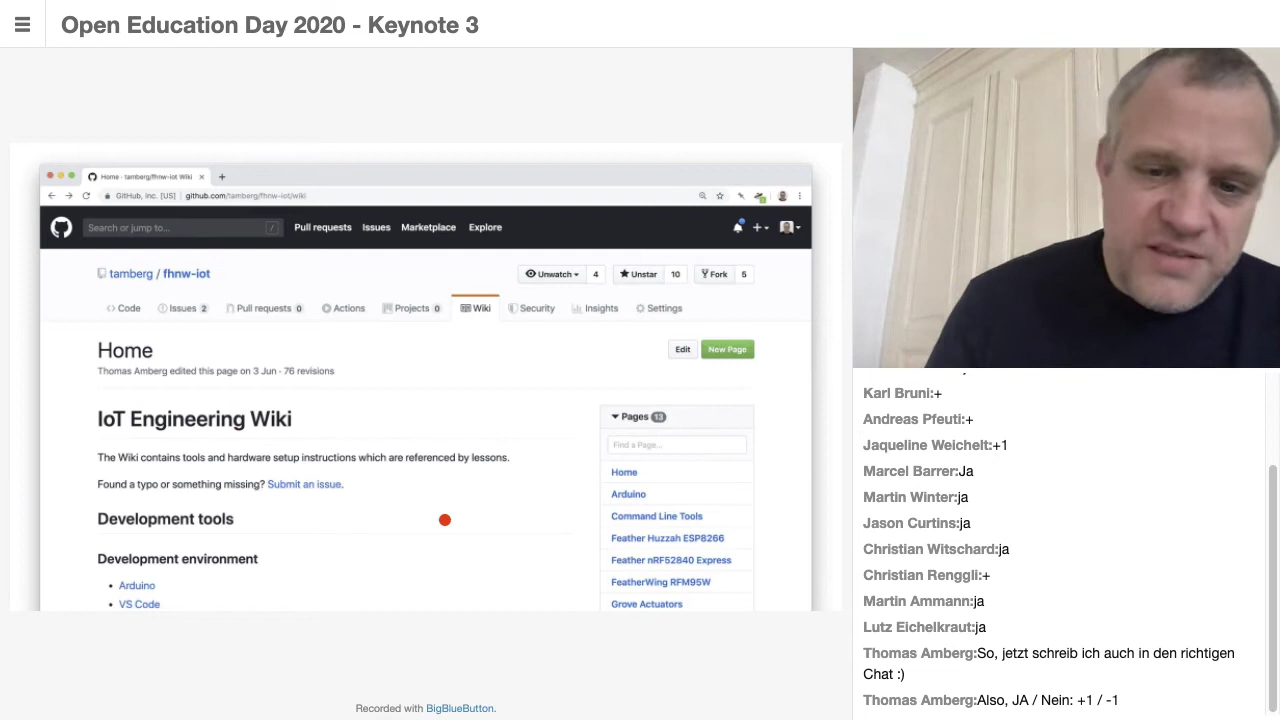 Open Education Day 2020 - Keynote 3
Home · tamberg/fhnw-iot Wiki
GitHub, Inc. [US] github.com/tamberg/fhnw-iot/wiki
Search or jump to... /
Pull requests Issues Marketplace Explore
tamberg / fhnw-iot
Unwatch 4 Unstar 10 Fork 5
Code Issues 2 Pull requests 0 Actions Projects 0 Wiki Security Insights Settings
Home
Edit New Page
Thomas Amberg edited this page on 3 Jun · 76 revisions
IoT Engineering Wiki
The Wiki contains tools and hardware setup instructions which are referenced by lessons.
Found a typo or something missing? Submit an issue.
Development tools
Development environment
Arduino
VS Code
Pages 13
Find a Page...
Home
Arduino
Command Line Tools
Feather Huzzah ESP8266
Feather nRF52840 Express
FeatherWing RFM95W
Grove Actuators
Recorded with BigBlueButton.
Karl Bruni:+
Andreas Pfeuti:+
Jaqueline Weichelt:+1
Marcel Barrer:Ja
Martin Winter:ja
Jason Curtins:ja
Christian Witschard:ja
Christian Renggli:+
Martin Ammann:ja
Lutz Eichelkraut:ja
Thomas Amberg:So, jetzt schreib ich auch in den richtigen
Chat :)
Thomas Amberg:Also, JA / Nein: +1 / -1